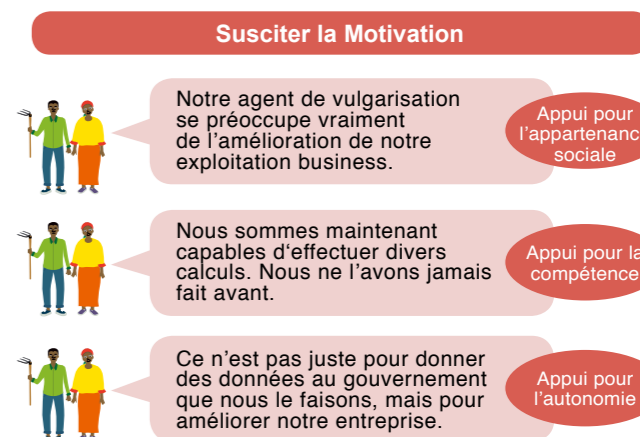 Susciter la Motivation
Notre agent de vulgarisation
se préoccupe vraiment
de l'amélioration de notre
exploitation business.
Appui pour
l'appartenance
sociale
Nous sommes maintenant
capables d'effectuer divers
calculs. Nous ne l'avons jamais
fait avant.
Appui pour la
compétence
Ce n'est pas juste pour donner
des données au gouvernement
que nous le faisons, mais pour
améliorer notre entreprise.
Appui pour
l'autonomie